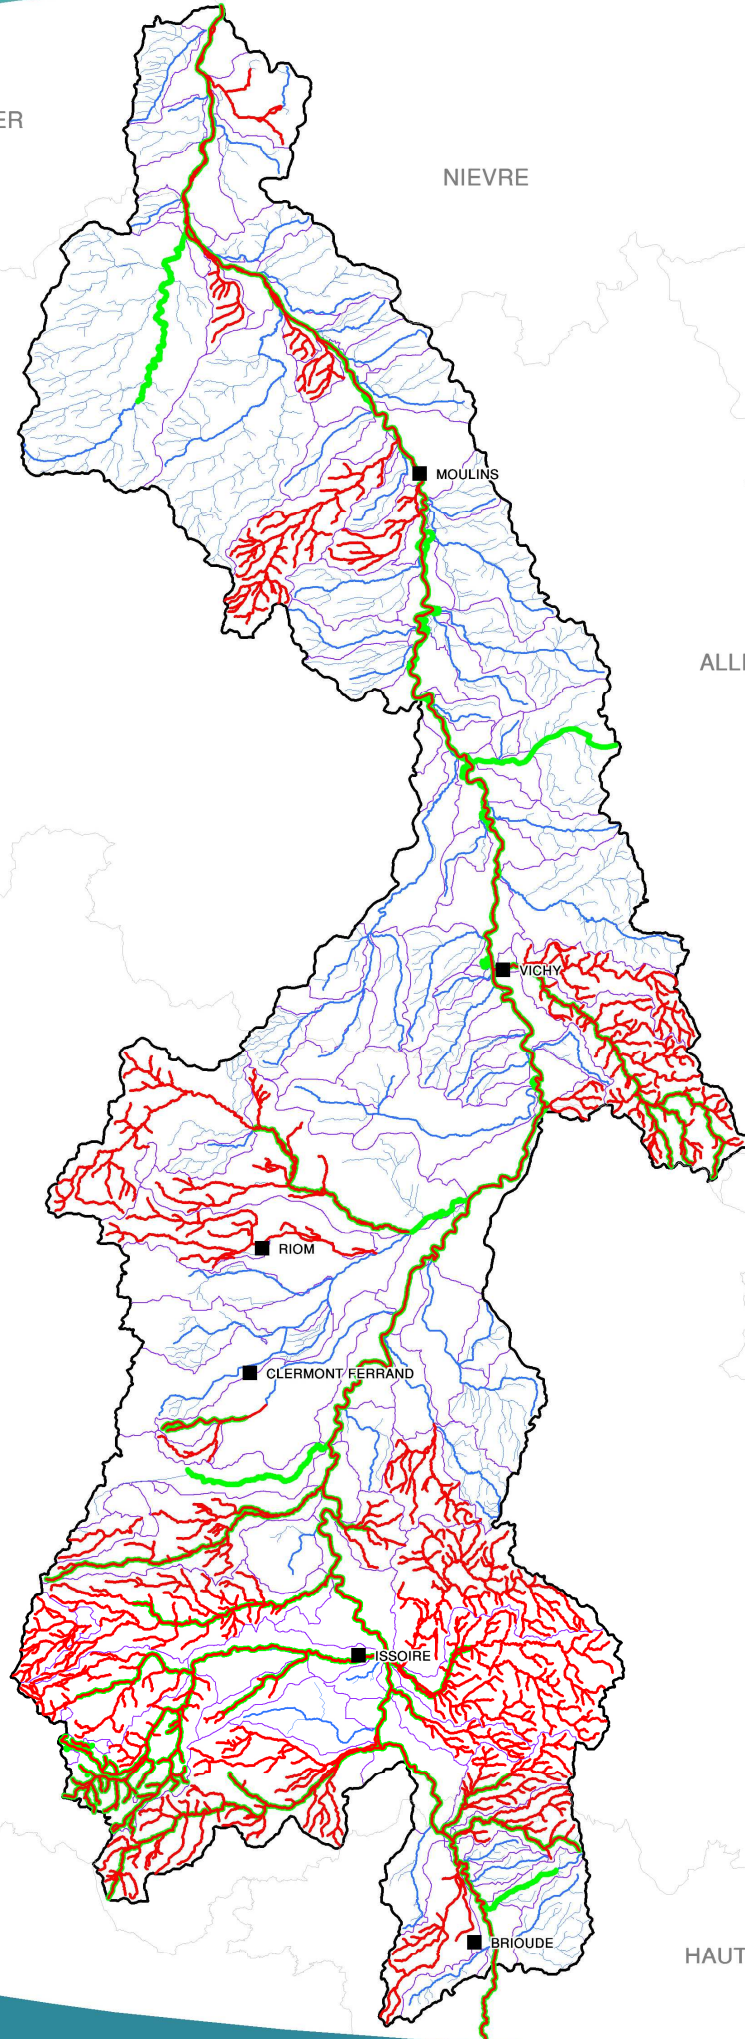 ER
NIEVRE
MOULINS
ALLI
VICHY
RIOM
CLERMONT FERRAND
ISSOIRE
BRIOUDE
HAUT